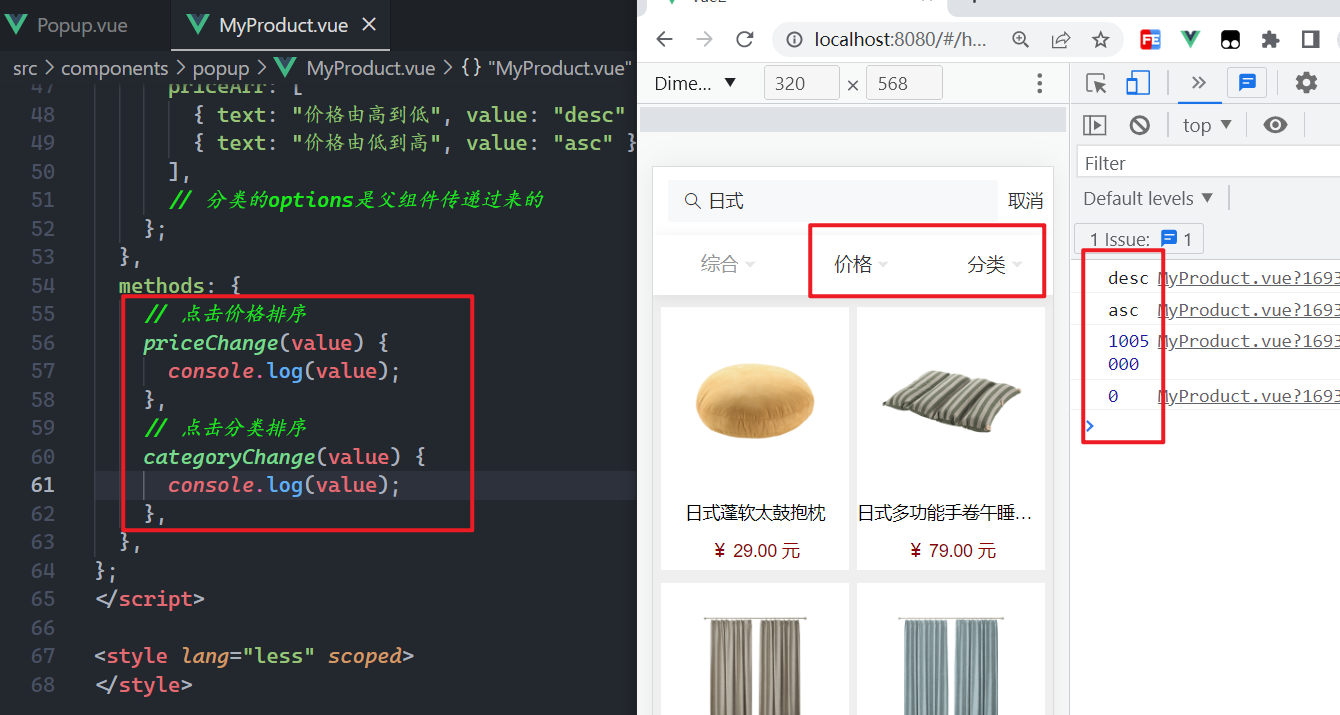 Popup.vue
MyProduct.vue
src > components > popup > MyProduct.vue > {} "MyProduct.vue"
47 priceArr: [
48 { text: "价格由高到低", value: "desc"
49 { text: "价格由低到高", value: "asc" }
50 ],
51 // 分类的options是父组件传递过来的
52 };
53 },
54 methods: {
55 // 点击价格排序
56 priceChange(value) {
57 console.log(value);
58 },
59 // 点击分类排序
60 categoryChange(value) {
61 console.log(value);
62 },
63 },
64 };
65 </script>
66
67 <style lang="less" scoped>
68 </style>
localhost:8080/#/h...
Dime... ▼ 320 × 568
日式 取消
综合 价格 分类
日式蓬软太鼓抱枕
¥ 29.00 元
日式多功能手卷午睡…
¥ 79.00 元
top ▼
Filter
Default levels ▼
1 Issue: 1
desc MyProduct.vue?1693
asc MyProduct.vue?1693
1005000 MyProduct.vue?1693
0 MyProduct.vue?1693